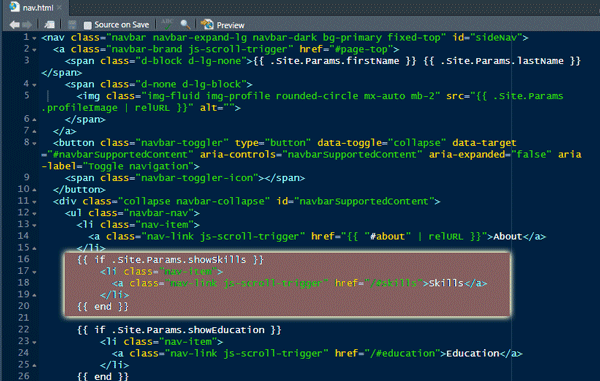 nav.html ×
Source on Save ABC Preview
1 <nav class="navbar navbar-expand-lg navbar-dark bg-primary fixed-top" id="sideNav">
2 <a class="navbar-brand js-scroll-trigger" href="#page-top">
3 <span class="d-block d-lg-none">{{ .Site.Params.firstName }} {{ .Site.Params.lastName }}
</span>
4 <span class="d-none d-lg-block">
5 <img class="img-fluid img-profile rounded-circle mx-auto mb-2" src="{{ .Site.Params
.profileImage | relURL }}" alt="">
6 </span>
7 </a>
8 <button class="navbar-toggler" type="button" data-toggle="collapse" data-target
="#navbarSupportedContent" aria-controls="navbarSupportedContent" aria-expanded="false" aria
-label="Toggle navigation">
9 <span class="navbar-toggler-icon"></span>
10 </button>
11 <div class="collapse navbar-collapse" id="navbarSupportedContent">
12 <ul class="navbar-nav">
13 <li class="nav-item">
14 <a class="nav-link js-scroll-trigger" href="{{ "#about" | relURL }}">About</a>
15 </li>
16 {{ if .Site.Params.showSkills }}
17 <li class="nav-item">
18 <a class="nav-link js-scroll-trigger" href="/#skills">Skills</a>
19 </li>
20 {{ end }}
21
22 {{ if .Site.Params.showEducation }}
23 <li class="nav-item">
24 <a class="nav-link js-scroll-trigger" href="/#education">Education</a>
25 </li>
26 {{ end }}